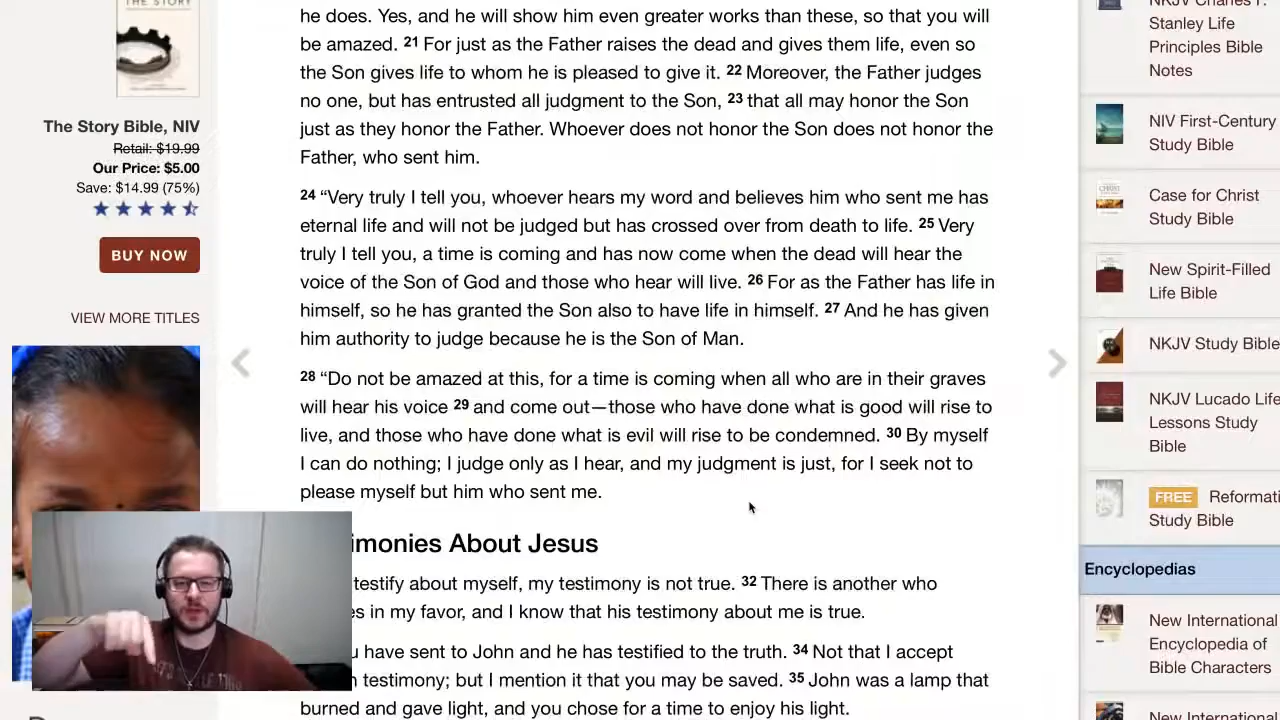 THE STORY
The Story Bible, NIV
Retail: $19.99
Our Price: $5.00
Save: $14.99 (75%)
BUY NOW
VIEW MORE TITLES
he does. Yes, and he will show him even greater works than these, so that you will
be amazed. 21 For just as the Father raises the dead and gives them life, even so
the Son gives life to whom he is pleased to give it. 22 Moreover, the Father judges
no one, but has entrusted all judgment to the Son, 23 that all may honor the Son
just as they honor the Father. Whoever does not honor the Son does not honor the
Father, who sent him.
24 “Very truly I tell you, whoever hears my word and believes him who sent me has
eternal life and will not be judged but has crossed over from death to life. 25 Very
truly I tell you, a time is coming and has now come when the dead will hear the
voice of the Son of God and those who hear will live. 26 For as the Father has life in
himself, so he has granted the Son also to have life in himself. 27 And he has given
him authority to judge because he is the Son of Man.
28 “Do not be amazed at this, for a time is coming when all who are in their graves
will hear his voice 29 and come out—those who have done what is good will rise to
live, and those who have done what is evil will rise to be condemned. 30 By myself
I can do nothing; I judge only as I hear, and my judgment is just, for I seek not to
please myself but him who sent me.
imonies About Jesus
testify about myself, my testimony is not true. 32 There is another who
es in my favor, and I know that his testimony about me is true.
u have sent to John and he has testified to the truth. 34 Not that I accept
n testimony; but I mention it that you may be saved. 35 John was a lamp that
burned and gave light, and you chose for a time to enjoy his light.
NKJV Charles F.
Stanley Life
Principles Bible
Notes
NIV First-Century
Study Bible
Case for Christ
Study Bible
New Spirit-Filled
Life Bible
NKJV Study Bible
NKJV Lucado Life
Lessons Study
Bible
FREE Reformati
Study Bible
Encyclopedias
New International
Encyclopedia of
Bible Characters
New International